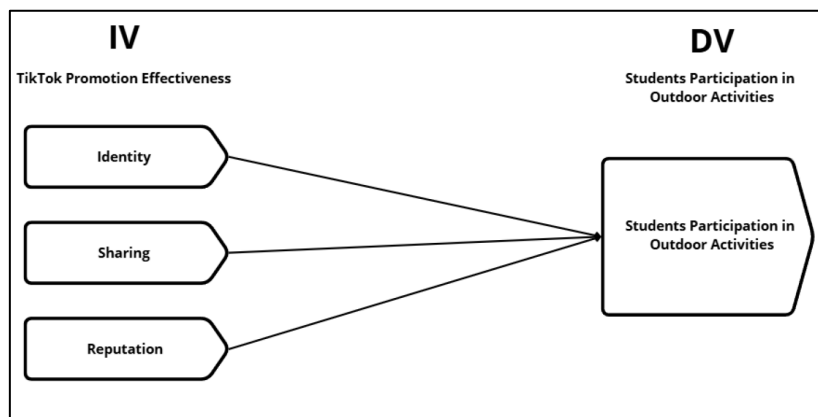 IV
TikTok Promotion Effectiveness
Identity
Sharing
Reputation
DV
Students Participation in
Outdoor Activities
Students Participation in
Outdoor Activities